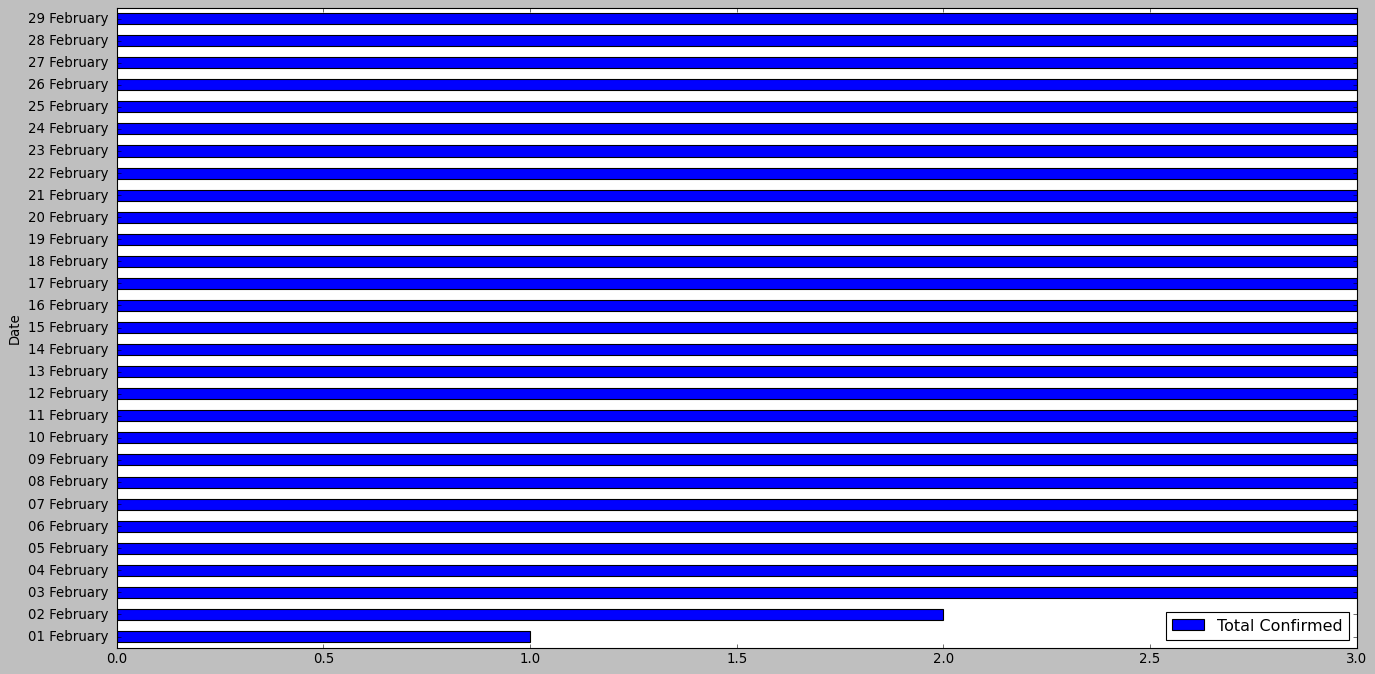 29 February
28 February
27 February
26 February
25 February
24 February
23 February
22 February
21 February
20 February
19 February
18 February
17 February
16 February
15 February
14 February
13 February
12 February
11 February
10 February
09 February
08 February
07 February
06 February
05 February
04 February
03 February
02 February
01 February
Date
Total Confirmed
0.0 0.5 1.0 1.5 2.0 2.5 3.0